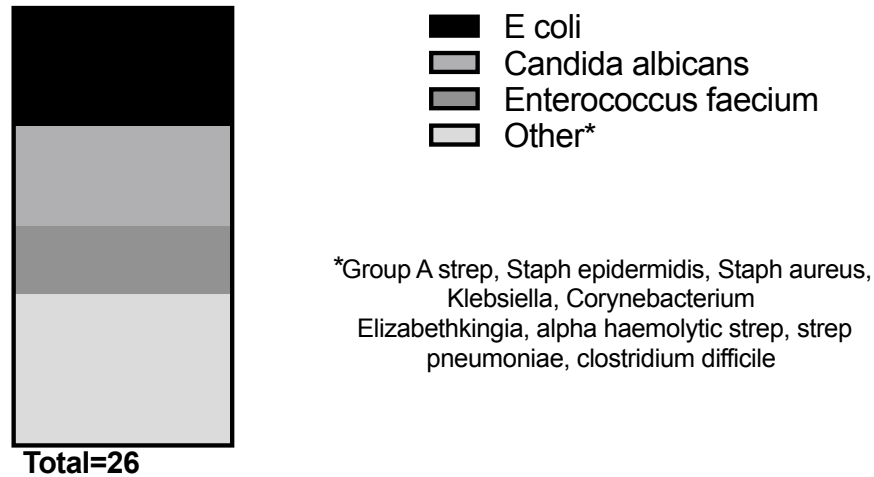 E coli
Candida albicans
Enterococcus faecium
Other*
*Group A strep, Staph epidermidis, Staph aureus,
Klebsiella, Corynebacterium
Elizabethkingia, alpha haemolytic strep, strep
pneumoniae, clostridium difficile
Total=26